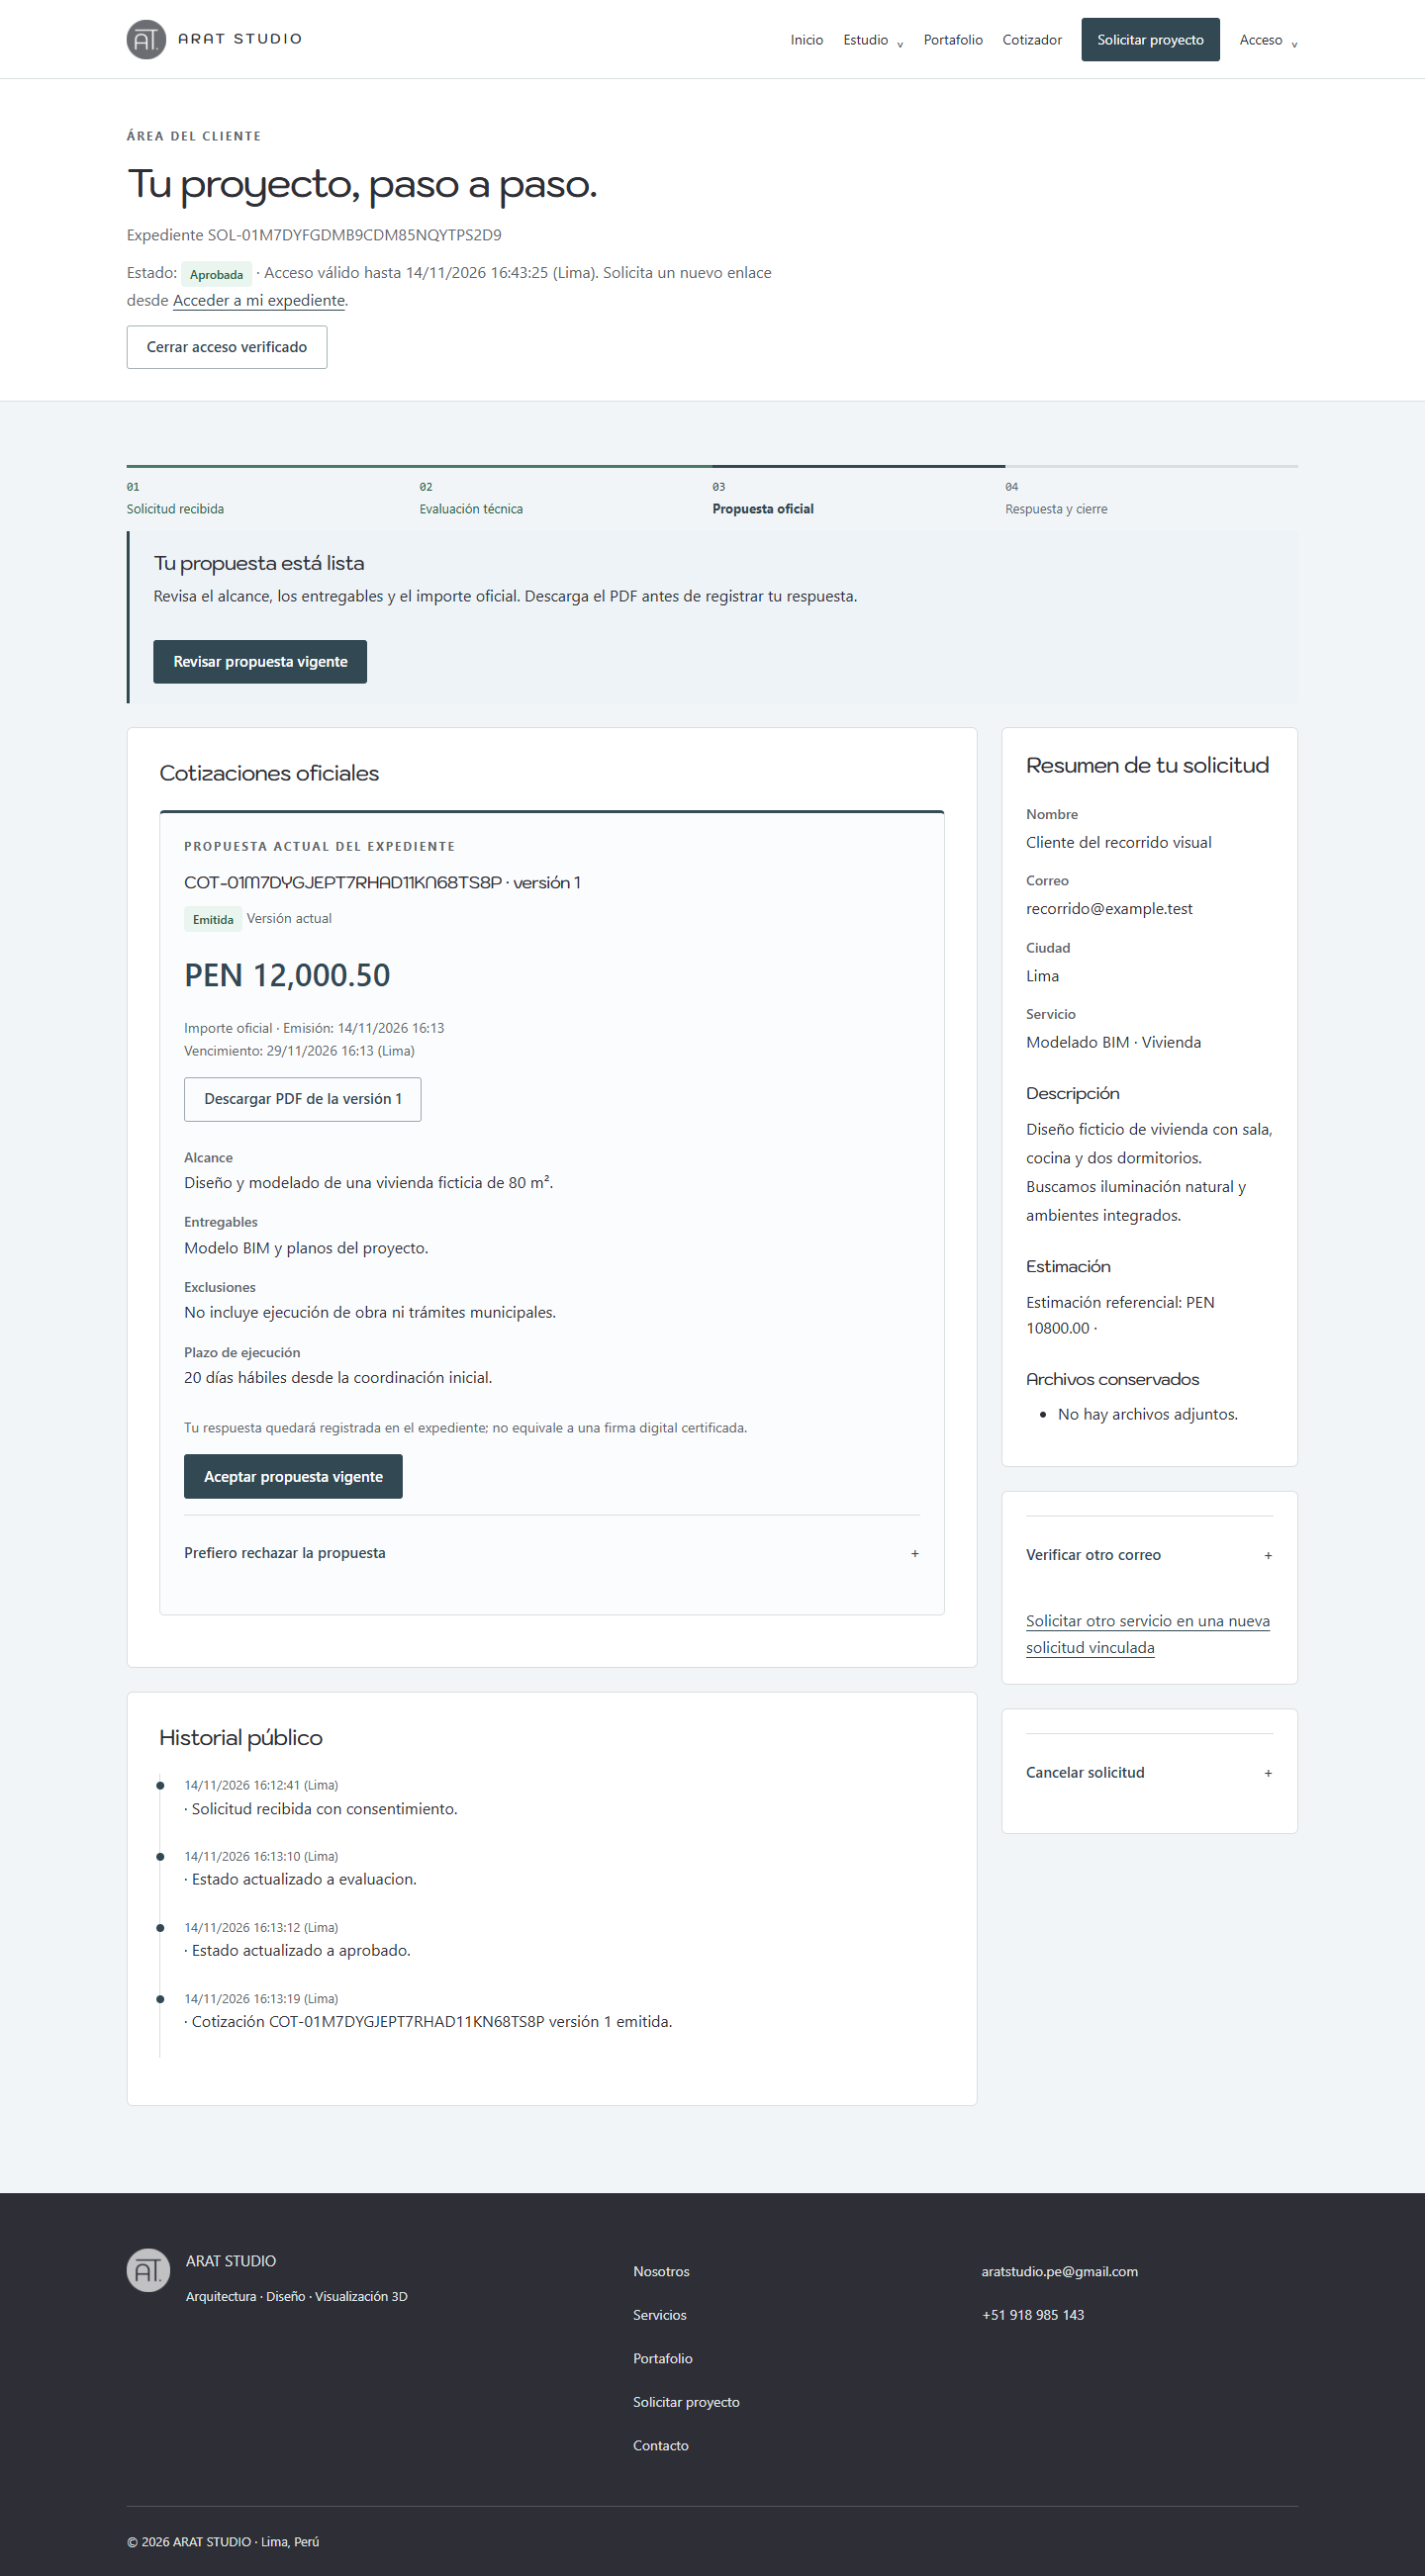 AT.
ARAT STUDIO
Inicio
Estudio v
Portafolio
Cotizador
Solicitar proyecto
Acceso v
ÁREA DEL CLIENTE
Tu proyecto, paso a paso.
Expediente SOL-01M7DYFGDMB9CDM85NQYTPS2D9
Estado: Aprobada · Acceso válido hasta 14/11/2026 16:43:25 (Lima). Solicita un nuevo enlace
desde Acceder a mi expediente.
Cerrar acceso verificado
01
Solicitud recibida
02
Evaluación técnica
03
Propuesta oficial
04
Respuesta y cierre
Tu propuesta está lista
Revisa el alcance, los entregables y el importe oficial. Descarga el PDF antes de registrar tu respuesta.
Revisar propuesta vigente
Cotizaciones oficiales
PROPUESTA ACTUAL DEL EXPEDIENTE
COT-01M7DYGJEPT7RHAD11KN68TS8P · versión 1
Emitida Versión actual
PEN 12,000.50
Importe oficial · Emisión: 14/11/2026 16:13
Vencimiento: 29/11/2026 16:13 (Lima)
Descargar PDF de la versión 1
Alcance
Diseño y modelado de una vivienda ficticia de 80 m².
Entregables
Modelo BIM y planos del proyecto.
Exclusiones
No incluye ejecución de obra ni trámites municipales.
Plazo de ejecución
20 días hábiles desde la coordinación inicial.
Tu respuesta quedará registrada en el expediente; no equivale a una firma digital certificada.
Aceptar propuesta vigente
Prefiero rechazar la propuesta +
Historial público
14/11/2026 16:12:41 (Lima)
· Solicitud recibida con consentimiento.
14/11/2026 16:13:10 (Lima)
· Estado actualizado a evaluacion.
14/11/2026 16:13:12 (Lima)
· Estado actualizado a aprobado.
14/11/2026 16:13:19 (Lima)
· Cotización COT-01M7DYGJEPT7RHAD11KN68TS8P versión 1 emitida.
Resumen de tu solicitud
Nombre
Cliente del recorrido visual
Correo
recorrido@example.test
Ciudad
Lima
Servicio
Modelado BIM · Vivienda
Descripción
Diseño ficticio de vivienda con sala,
cocina y dos dormitorios.
Buscamos iluminación natural y
ambientes integrados.
Estimación
Estimación referencial: PEN
10800.00 ·
Archivos conservados
• No hay archivos adjuntos.
Verificar otro correo +
Solicitar otro servicio en una nueva
solicitud vinculada
Cancelar solicitud +
AT.
ARAT STUDIO
Arquitectura · Diseño · Visualización 3D
Nosotros
Servicios
Portafolio
Solicitar proyecto
Contacto
aratstudio.pe@gmail.com
+51 918 985 143
© 2026 ARAT STUDIO · Lima, Perú